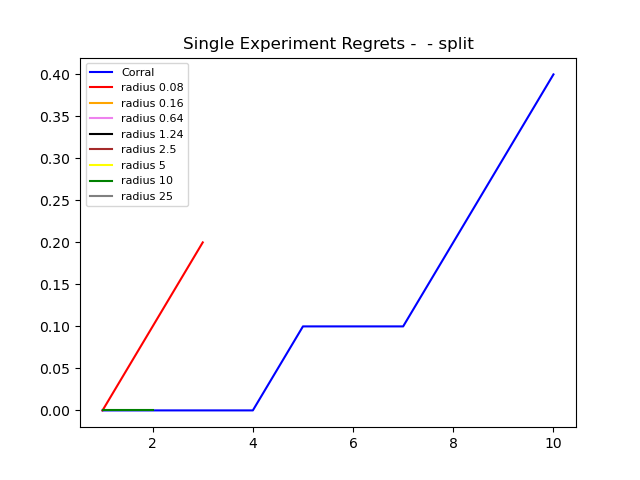 Single Experiment Regrets -  - split
0.40
0.35
0.30
0.25
0.20
0.15
0.10
0.05
0.00
Corral
radius 0.08
radius 0.16
radius 0.64
radius 1.24
radius 2.5
radius 5
radius 10
radius 25
2
4
6
8
10